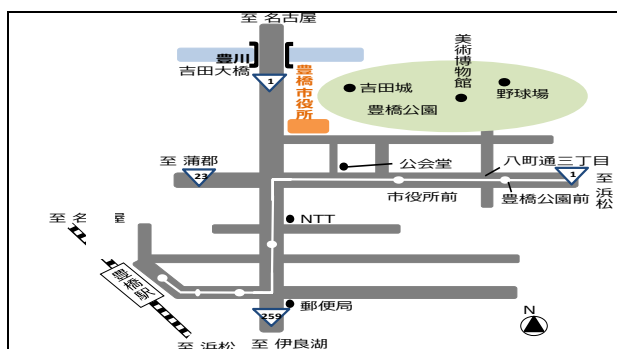 至 名古屋
豊川
吉田大橋
1
豊橋市役所
美術博物館
吉田城
野球場
豊橋公園
公会堂
八町通三丁目
至 蒲郡
23
1
至 浜松
市役所前
豊橋公園前
至 名 屋
NTT
豊橋駅
郵便局
259
N
至 浜松
至 伊良湖